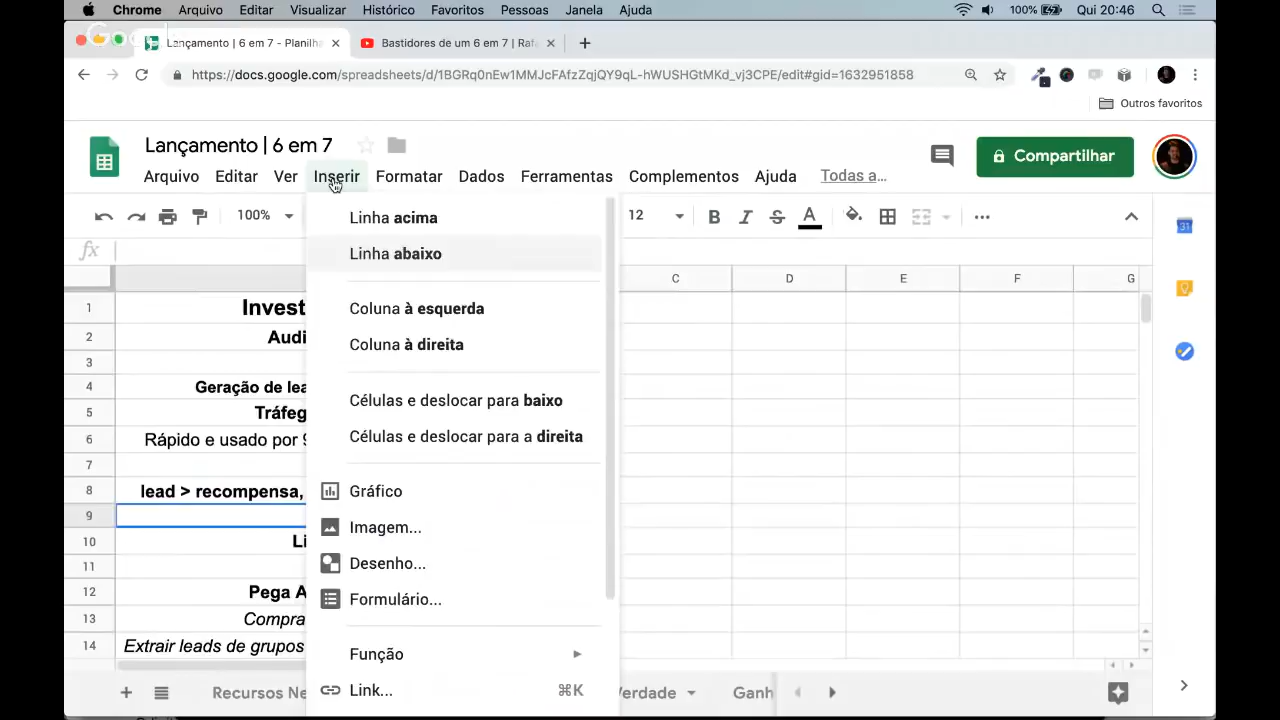 Chrome Arquivo Editar Visualizar Histórico Favoritos Pessoas Janela Ajuda 100% Qui 20:46
Lançamento | 6 em 7 - Planilha
Bastidores de um 6 em 7 | Rafa
https://docs.google.com/spreadsheets/d/1BGRq0nEw1MMJcFAfzZqjQY9qL-hWUSHGtMKd_vj3CPE/edit#gid=1632951858
Outros favoritos
Lançamento | 6 em 7
Compartilhar
Arquivo Editar Ver Inserir Formatar Dados Ferramentas Complementos Ajuda Todas a...
100% 12 B I S A
fx
C D E F G
Linha acima
Linha abaixo
Coluna à esquerda
Coluna à direita
Células e deslocar para baixo
Células e deslocar para a direita
Gráfico
Imagem...
Desenho...
Formulário...
Função
Link... ⌘K
1 Invest
2 Audi
3
4 Geração de lea
5 Tráfeg
6 Rápido e usado por 9
7
8 lead > recompensa,
9
10 Li
11
12 Pega A
13 Compra
14 Extrair leads de grupos
31
Recursos Ne
Verdade
Ganh